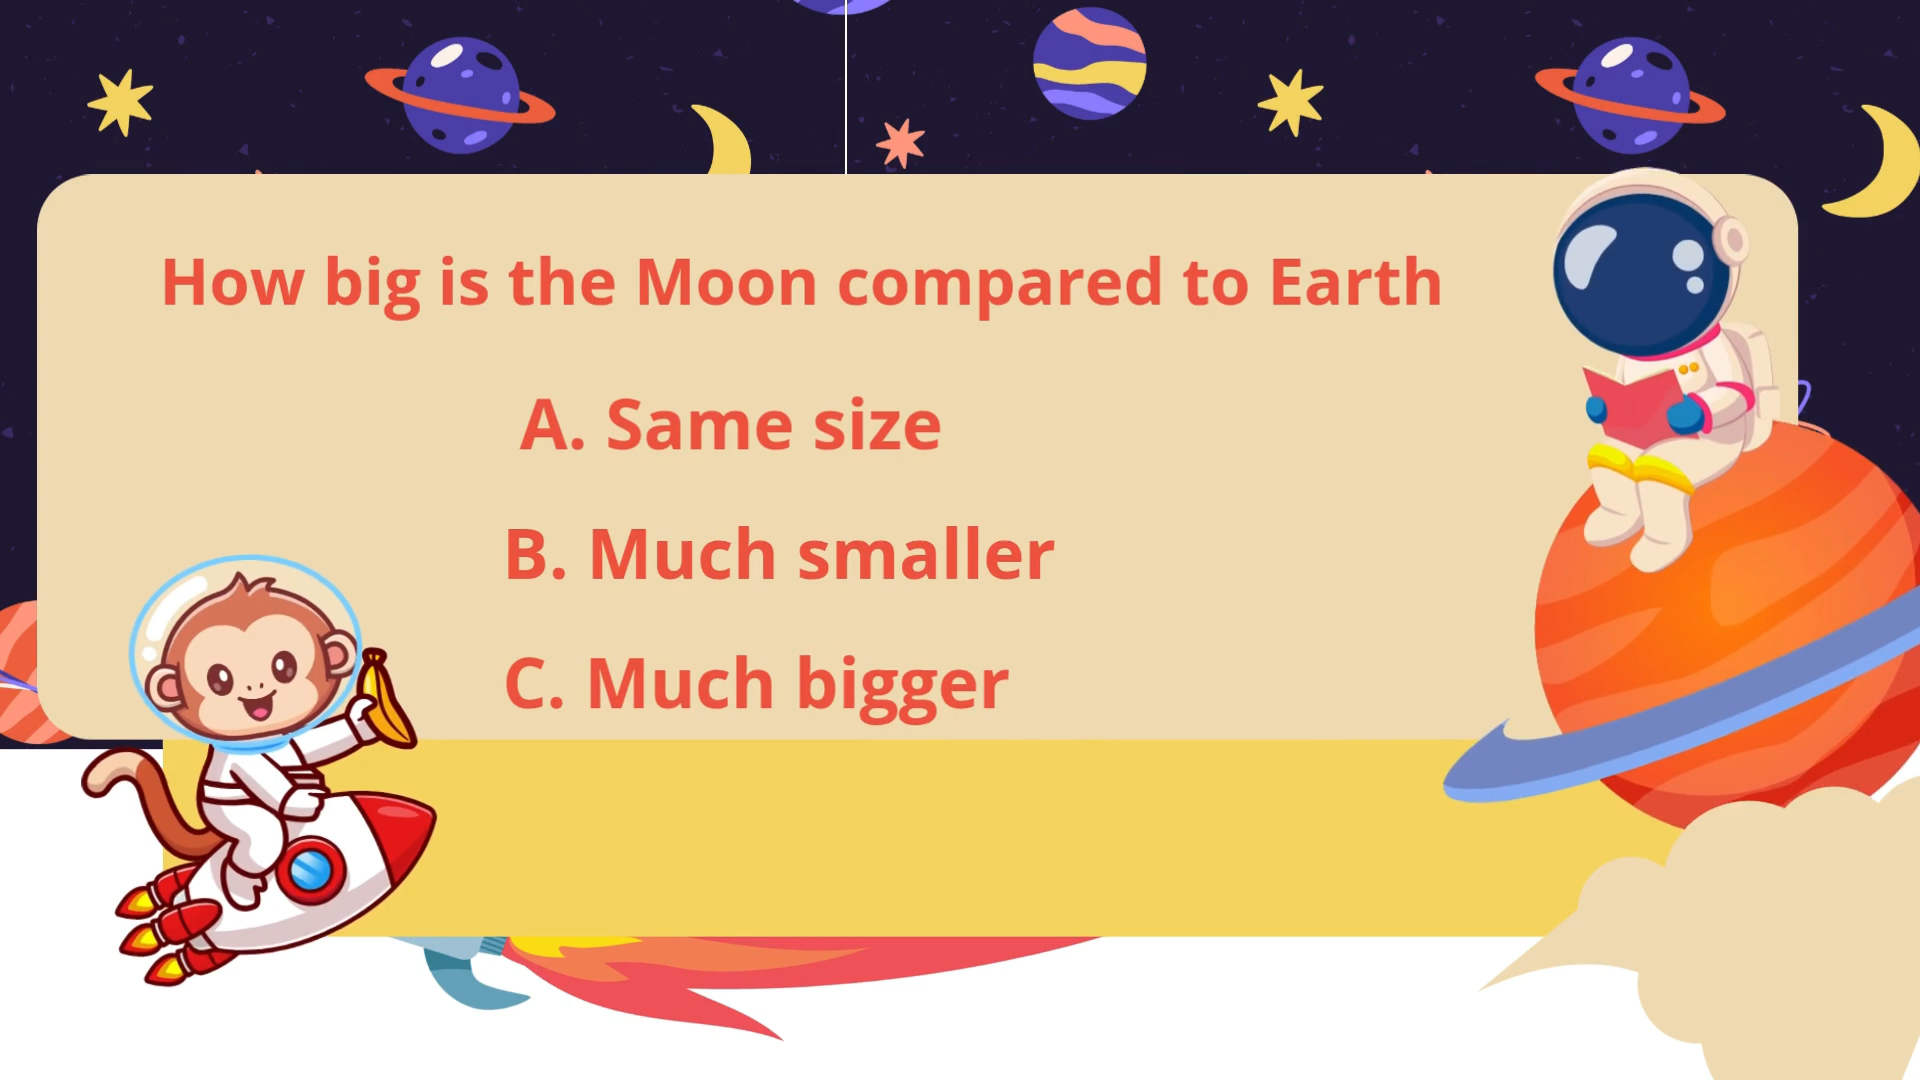 How big is the Moon compared to Earth
A. Same size
B. Much smaller
C. Much bigger